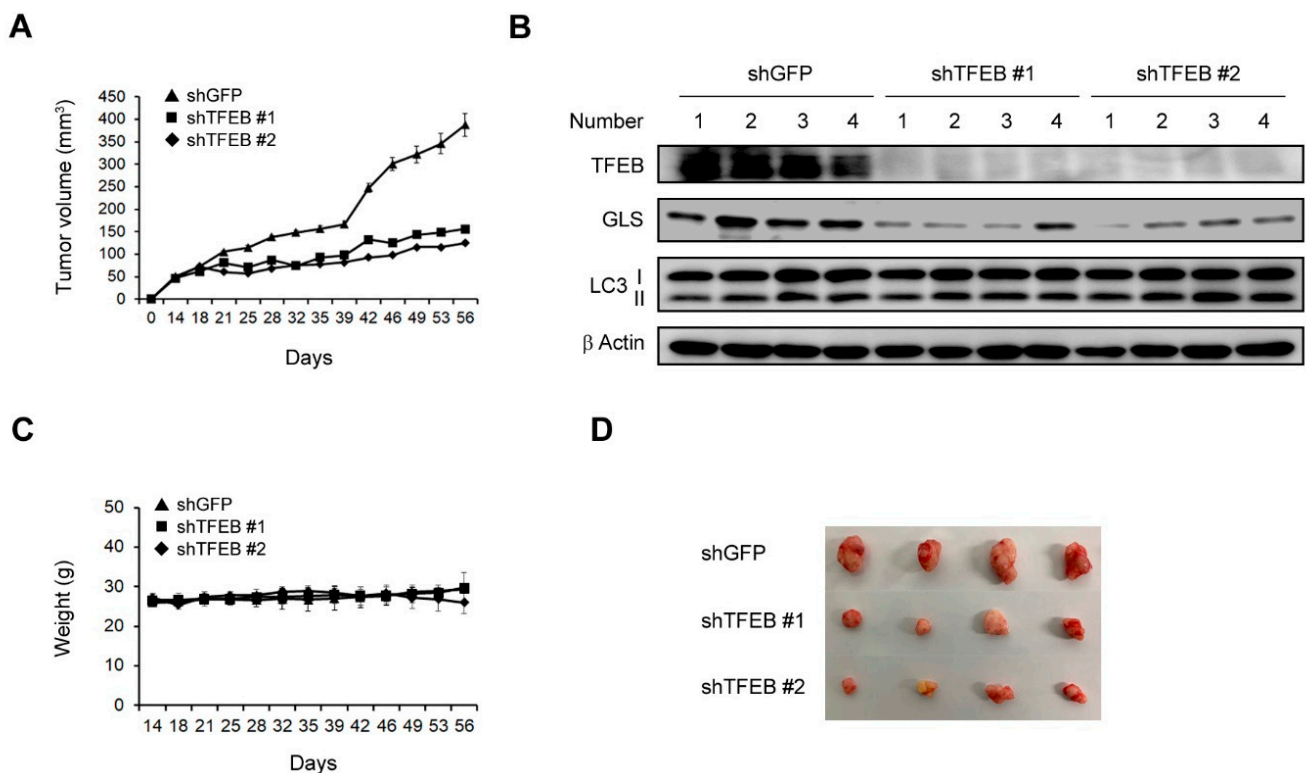 A
shGFP
shTFEB #1
shTFEB #2
450
400
350
300
250
200
150
100
50
0
Tumor volume (mm³)
0 14 18 21 25 28 32 35 39 42 46 49 53 56
Days
B
shGFP shTFEB #1 shTFEB #2
Number 1 2 3 4 1 2 3 4 1 2 3 4
TFEB
GLS
LC3 I
II
β Actin
C
shGFP
shTFEB #1
shTFEB #2
50
40
30
20
10
0
Weight (g)
14 18 21 25 28 32 35 39 42 46 49 53 56
Days
D
shGFP
shTFEB #1
shTFEB #2